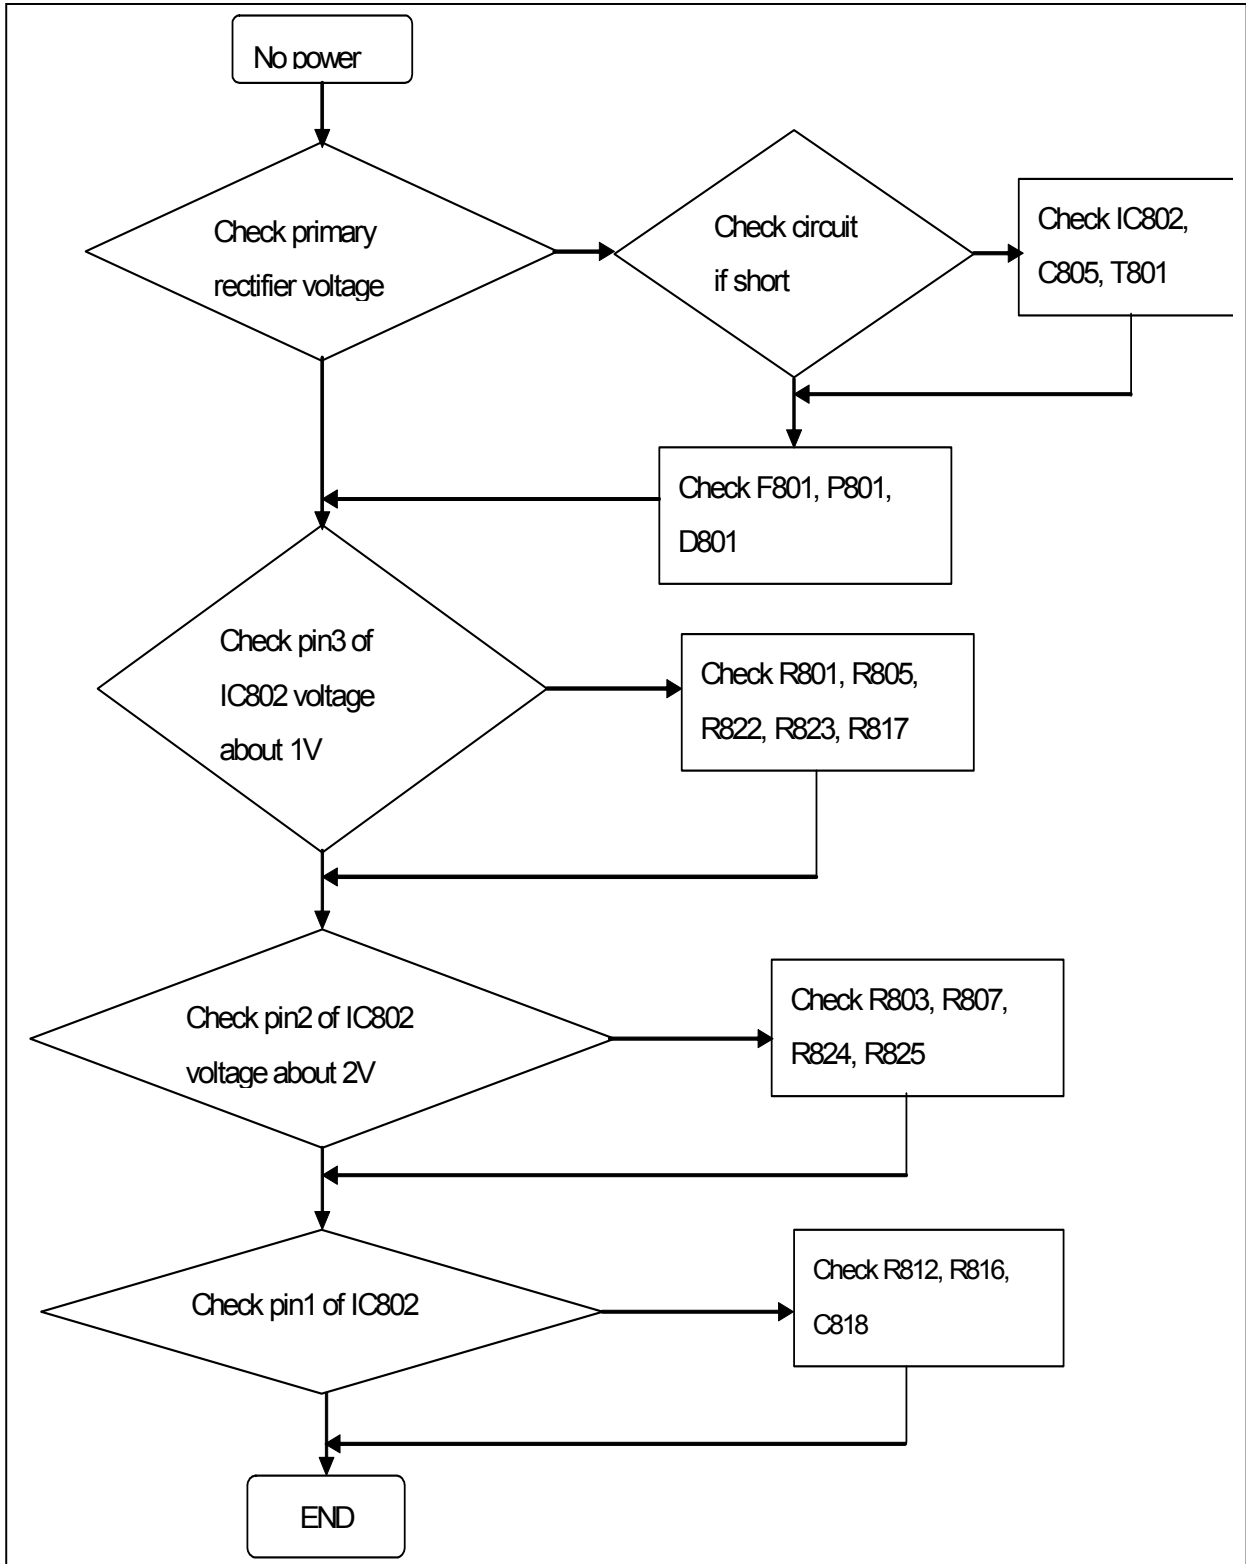 No power
Check primary
rectifier voltage
Check circuit
if short
Check IC802,
C805, T801
Check F801, P801,
D801
Check pin3 of
IC802 voltage
about 1V
Check R801, R805,
R822, R823, R817
Check pin2 of IC802
voltage about 2V
Check R803, R807,
R824, R825
Check pin1 of IC802
Check R812, R816,
C818
END